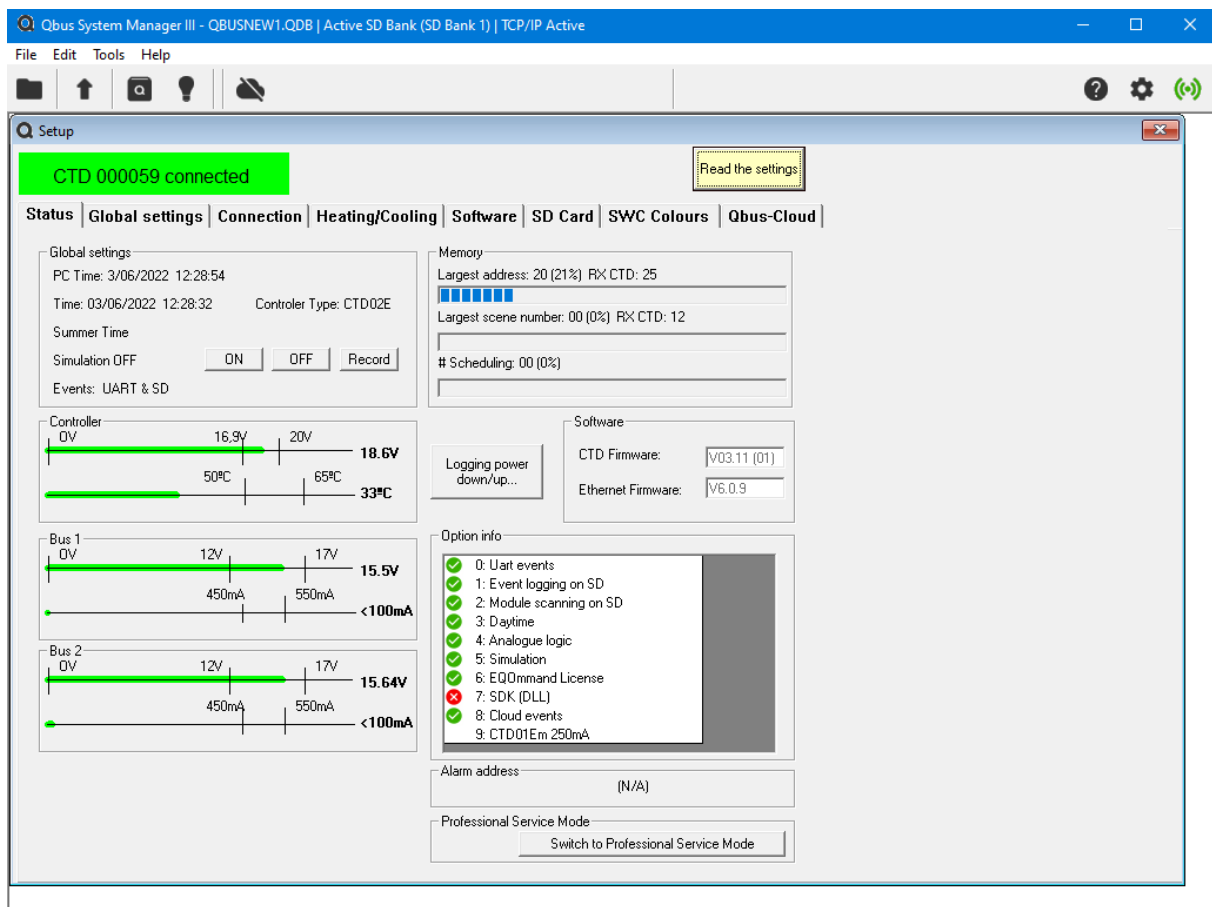 Qbus System Manager III - QBUSNEW1.QDB | Active SD Bank (SD Bank 1) | TCP/IP Active
File Edit Tools Help
Setup
CTD 000059 connected
Read the settings
Status Global settings Connection Heating/Cooling Software SD Card SWC Colours Qbus-Cloud
Global settings
PC Time: 3/06/2022 12:28:54
Time: 03/06/2022 12:28:32 Controler Type: CTD02E
Summer Time
Simulation OFF ON OFF Record
Events: UART & SD
Memory
Largest address: 20 (21%) RX CTD: 25
Largest scene number: 00 (0%) RX CTD: 12
# Scheduling: 00 (0%)
Controller
0V 16,9V 20V
18.6V
50ºC 65ºC
33ºC
Logging power
down/up...
Software
CTD Firmware: V03.11 (01)
Ethernet Firmware: V6.0.9
Bus 1
0V 12V 17V
15.5V
450mA 550mA
<100mA
Bus 2
0V 12V 17V
15.64V
450mA 550mA
<100mA
Option info
0: Uart events
1: Event logging on SD
2: Module scanning on SD
3: Daytime
4: Analogue logic
5: Simulation
6: EQOmmand License
7: SDK (DLL)
8: Cloud events
9: CTD01Em 250mA
Alarm address
(N/A)
Professional Service Mode
Switch to Professional Service Mode